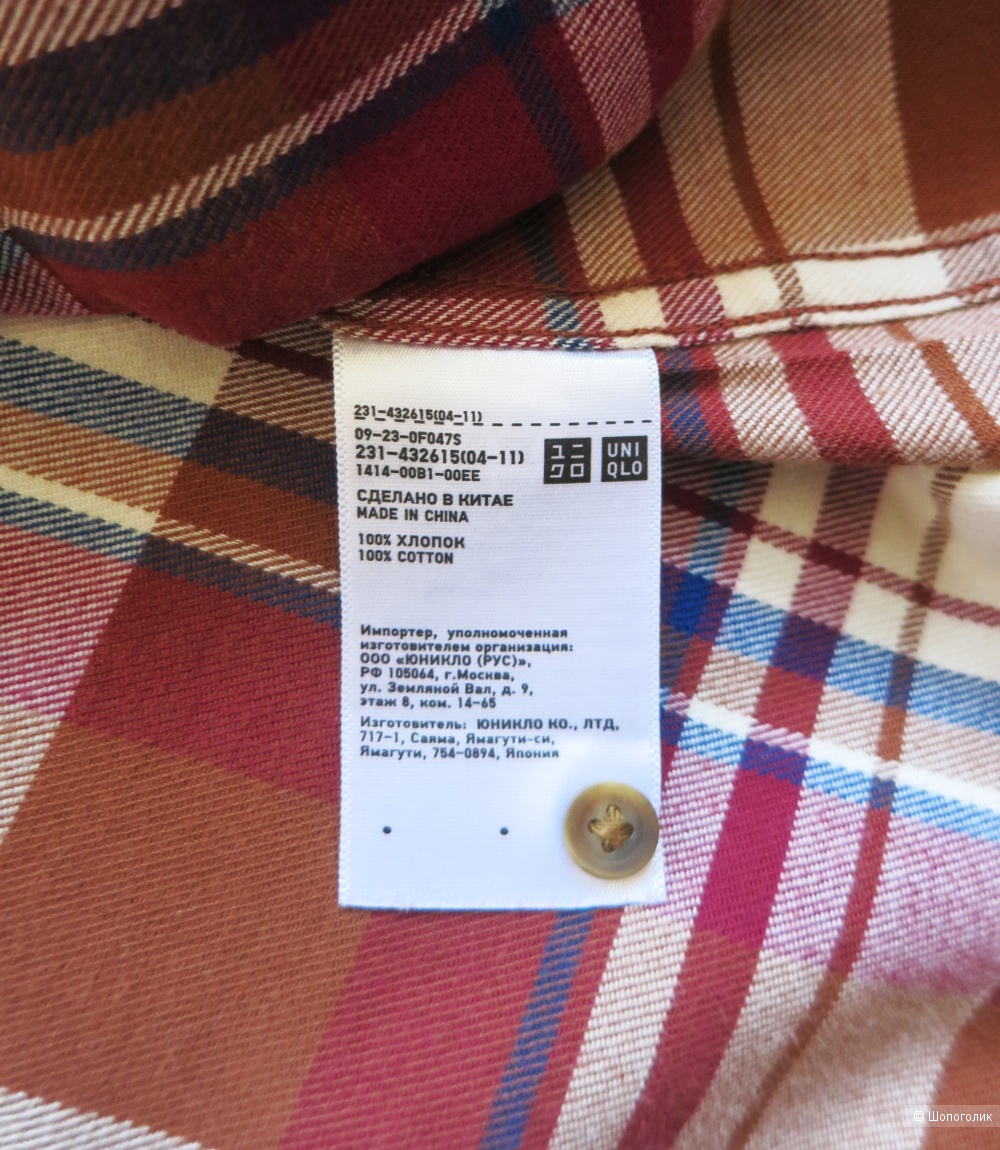 231-432615(04-11)
09-23-0F047S
231-432615(04-11)
1414-00B1-00EE
ユニ
クロ
UNI
QLO
СДЕЛАНО В КИТАЕ
MADE IN CHINA
100% ХЛОПОК
100% COTTON
Импортер, уполномоченная
изготовителем организация:
ООО «ЮНИКЛО (РУС)»,
РФ 105064, г.Москва,
ул. Земляной Вал, д. 9,
этаж 8, ком. 14-65
Изготовитель: ЮНИКЛО КО., ЛТД,
717-1, Саяма, Ямагути-си,
Ямагути, 754-0894, Япония
© Шопоголик